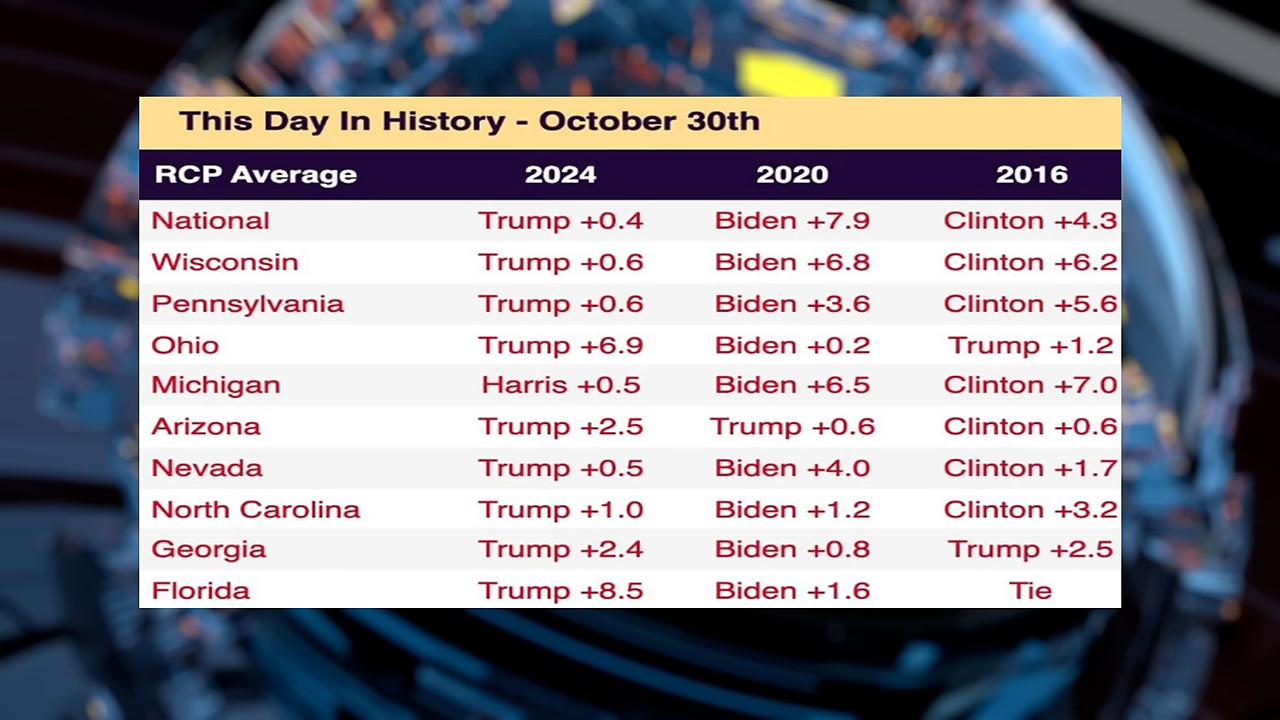 This Day In History - October 30th
RCP Average 2024 2020 2016
National Trump +0.4 Biden +7.9 Clinton +4.3
Wisconsin Trump +0.6 Biden +6.8 Clinton +6.2
Pennsylvania Trump +0.6 Biden +3.6 Clinton +5.6
Ohio Trump +6.9 Biden +0.2 Trump +1.2
Michigan Harris +0.5 Biden +6.5 Clinton +7.0
Arizona Trump +2.5 Trump +0.6 Clinton +0.6
Nevada Trump +0.5 Biden +4.0 Clinton +1.7
North Carolina Trump +1.0 Biden +1.2 Clinton +3.2
Georgia Trump +2.4 Biden +0.8 Trump +2.5
Florida Trump +8.5 Biden +1.6 Tie